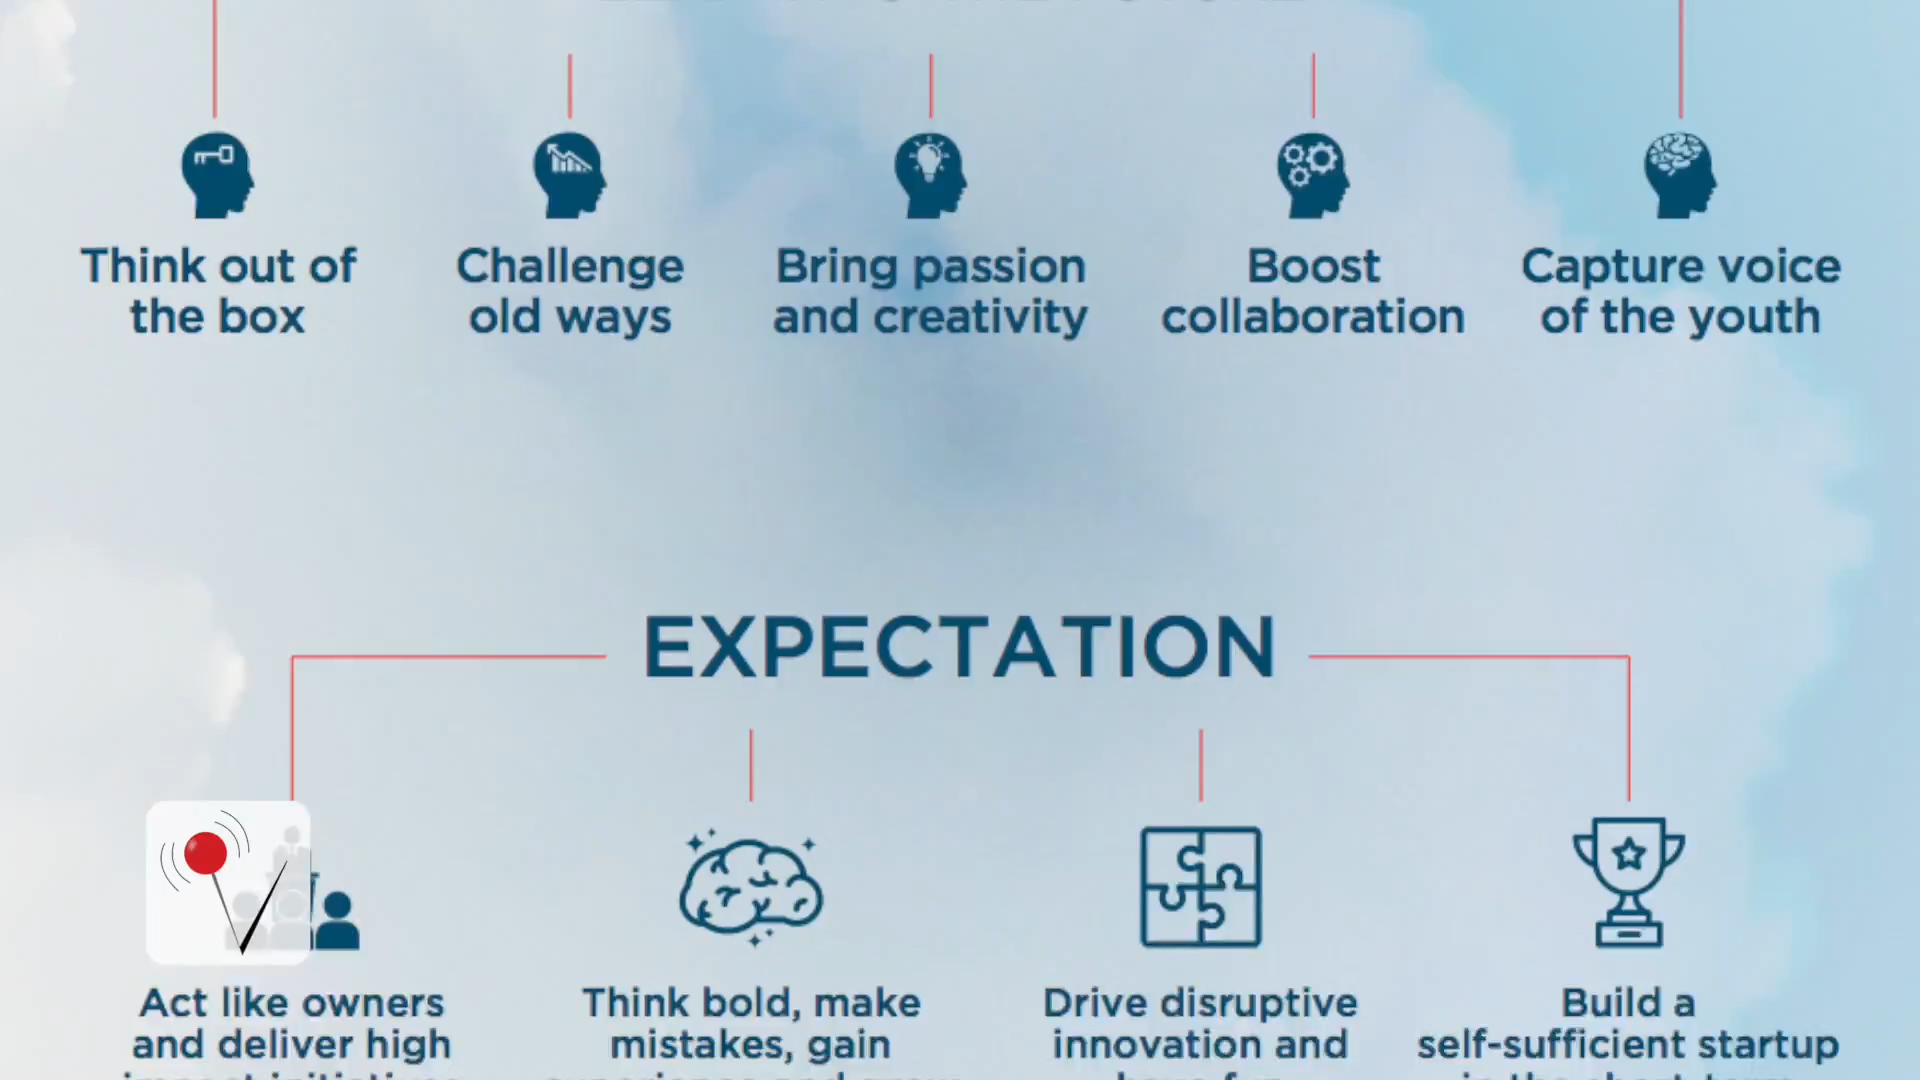 Think out of
the box
Challenge
old ways
Bring passion
and creativity
Boost
collaboration
Capture voice
of the youth
EXPECTATION
Act like owners
and deliver high
Think bold, make
mistakes, gain
Drive disruptive
innovation and
Build a
self-sufficient startup